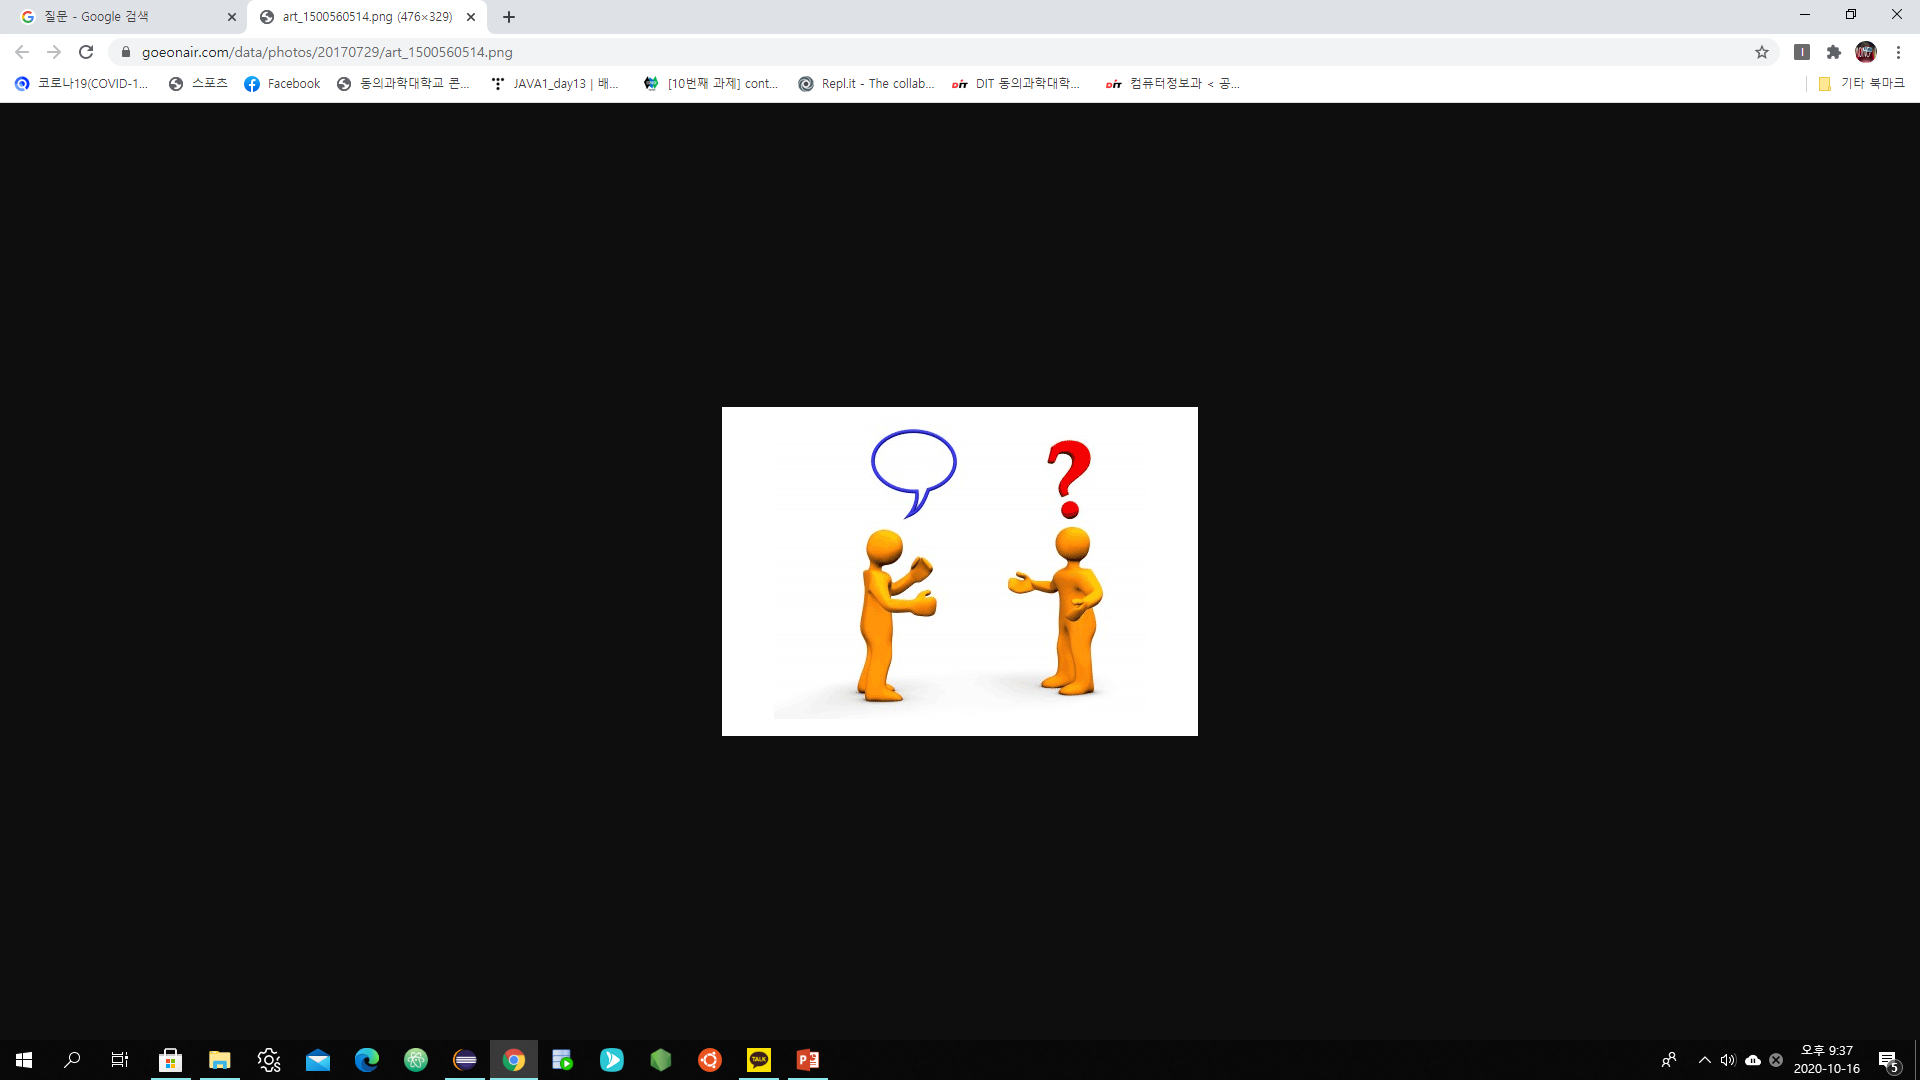 질문 - Google 검색
art_1500560514.png (476×329)
goeonair.com/data/photos/20170729/art_1500560514.png
코로나19(COVID-1...
스포츠
Facebook
동의과학대학교 콘...
JAVA1_day13 | 배...
[10번째 과제] cont...
Repl.it - The collab...
DIT 동의과학대학...
컴퓨터정보과 < 공...
기타 북마크
?
TALK
오후 9:37
2020-10-16
5